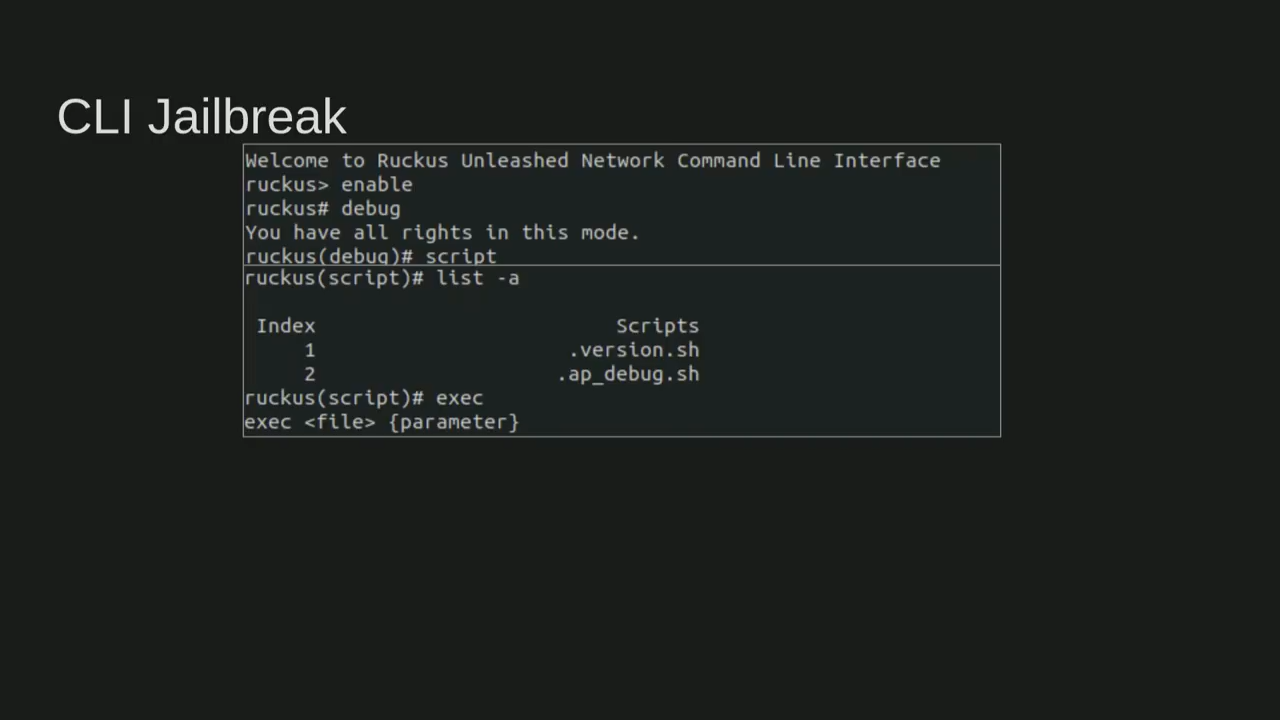 CLI Jailbreak
Welcome to Ruckus Unleashed Network Command Line Interface
ruckus> enable
ruckus# debug
You have all rights in this mode.
ruckus(debug)# script
ruckus(script)# list -a
Index Scripts
1 .version.sh
2 .ap_debug.sh
ruckus(script)# exec
exec <file> {parameter}